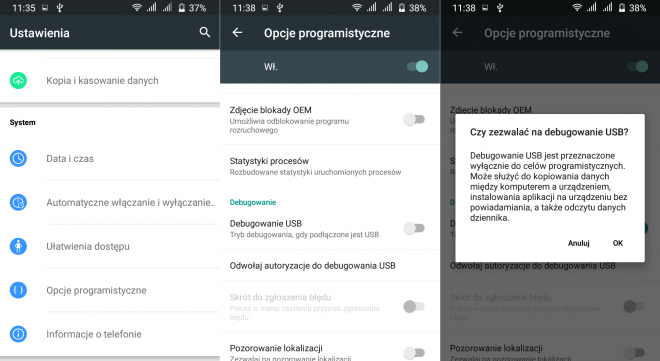 11:35 37%
Ustawienia
Kopia i kasowanie danych
System
Data i czas
Automatyczne włączanie i wyłączanie..
Ułatwienia dostępu
Opcje programistyczne
Informacje o telefonie
11:38 38%
Opcje programistyczne
Wł.
Zdjęcie blokady OEM
Umożliwia odblokowanie programu
rozruchowego
Statystyki procesów
Rozbudowane statystyki uruchomionych procesów
Debugowanie
Debugowanie USB
Tryb debugowania, gdy podłączone jest USB
Odwołaj autoryzacje do debugowania USB
Skrót do zgłoszenia błędu
Pokaż w menu zasilania przycisk zgłaszania
błędu
Pozorowanie lokalizacji
Zezwalaj na pozorowanie lokalizacji
11:38 38%
Opcje programistyczne
Wł.
Zdjęcie blokady OEM
Czy zezwalać na debugowanie USB?
Debugowanie USB jest przeznaczone
wyłącznie do celów programistycznych.
Może służyć do kopiowania danych
między komputerem a urządzeniem,
instalowania aplikacji na urządzeniu bez
powiadamiania, a także odczytu danych
dziennika.
Anuluj OK
Odwołaj autoryzacje do debugowania USB
Skrót do zgłoszenia błędu
Pokaż w menu zasilania przycisk zgłaszania
błędu
Pozorowanie lokalizacji
Zezwalaj na pozorowanie lokalizacji